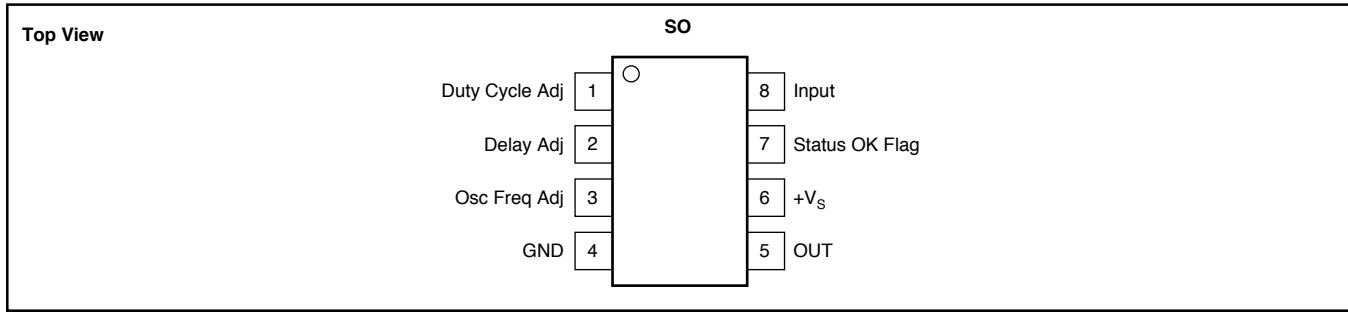 Top View
SO
Duty Cycle Adj 1 8 Input
Delay Adj 2 7 Status OK Flag
Osc Freq Adj 3 6 +VS
GND 4 5 OUT